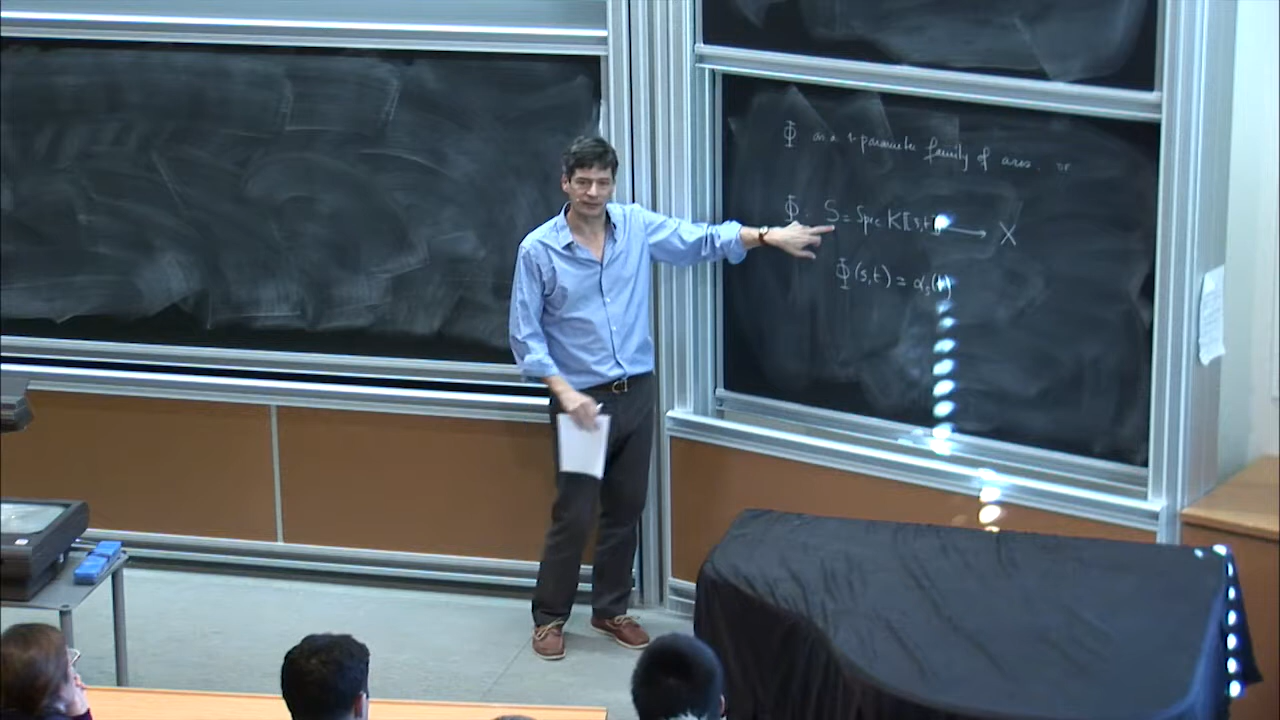 Φ as a 1-parameter family of arcs. or
Φ : S = Spec K[[s,t]] → X
Φ(s,t) = α_s(t)